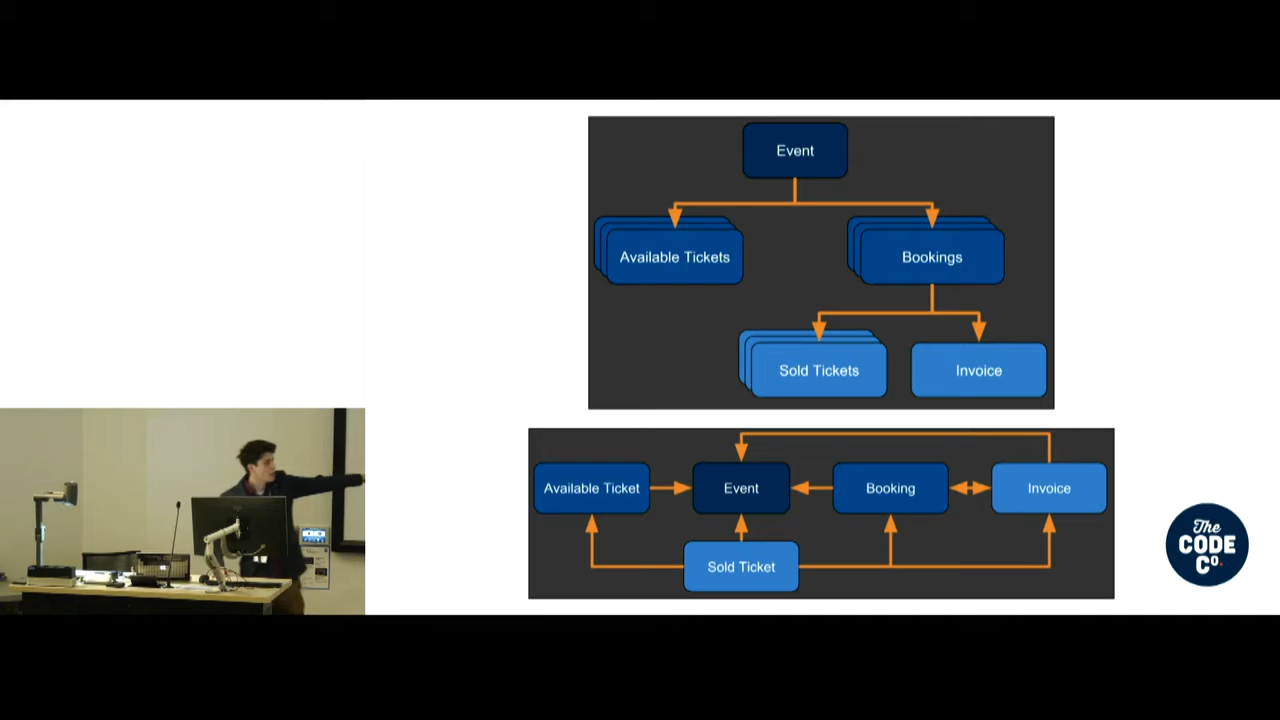 Event
Available Tickets
Bookings
Sold Tickets
Invoice
Available Ticket
Event
Booking
Invoice
Sold Ticket
The
CODE
Co.